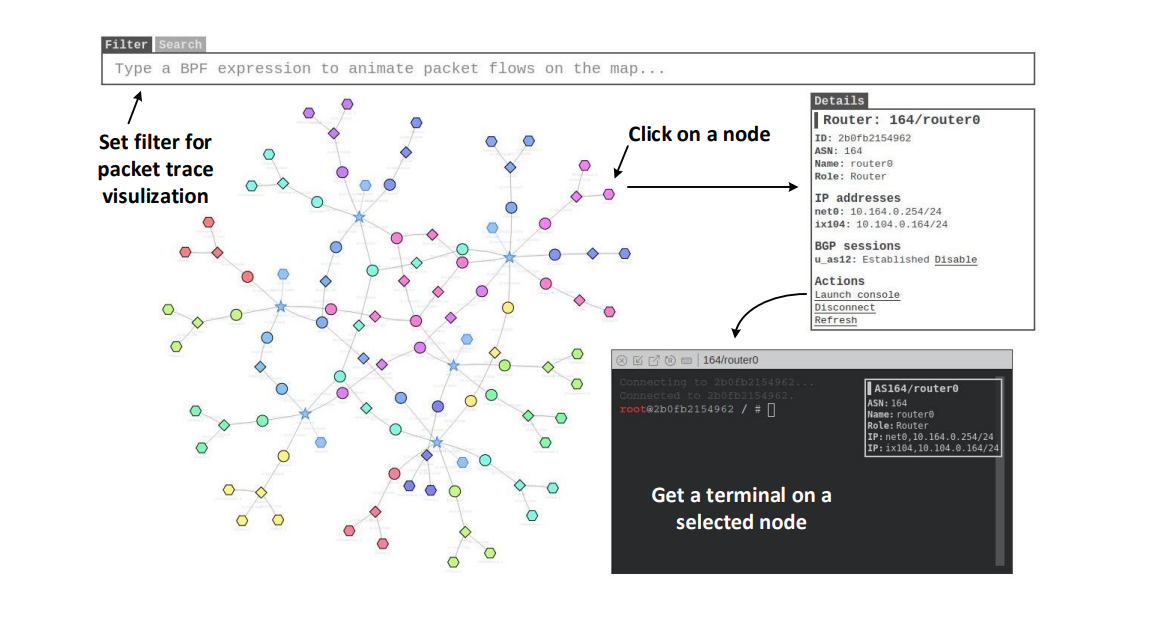 Filter Search
Type a BPF expression to animate packet flows on the map...
Set filter for
packet trace
visulization
Click on a node
Details
Router: 164/router0
ID: 2b0fb2154962
ASN: 164
Name: router0
Role: Router
IP addresses
net0: 10.164.0.254/24
ix104: 10.104.0.164/24
BGP sessions
u_as12: Established Disable
Actions
Launch console
Disconnect
Refresh
164/router0
Connecting to 2b0fb2154962...
Connected to 2b0fb2154962.
root@2b0fb2154962 / #
AS164/router0
ASN: 164
Name: router0
Role: Router
IP: net0,10.164.0.254/24
IP: ix104,10.104.0.164/24
Get a terminal on a
selected node